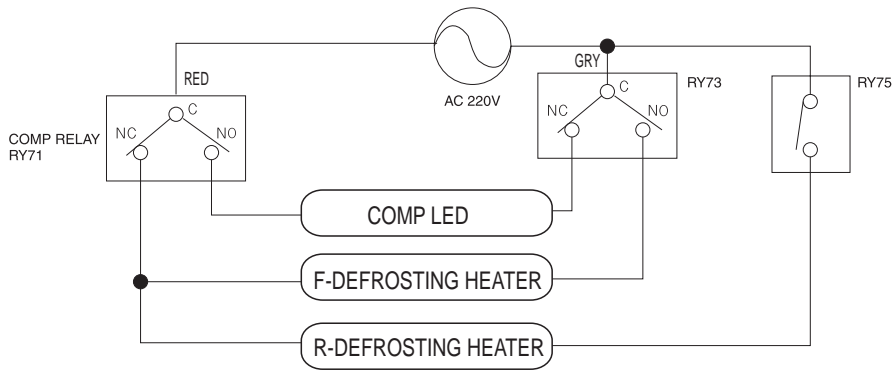 RED
AC 220V
GRY
RY73
RY75
COMP RELAY
RY71
NC
C
NO
NC
C
NO
COMP LED
F-DEFROSTING HEATER
R-DEFROSTING HEATER